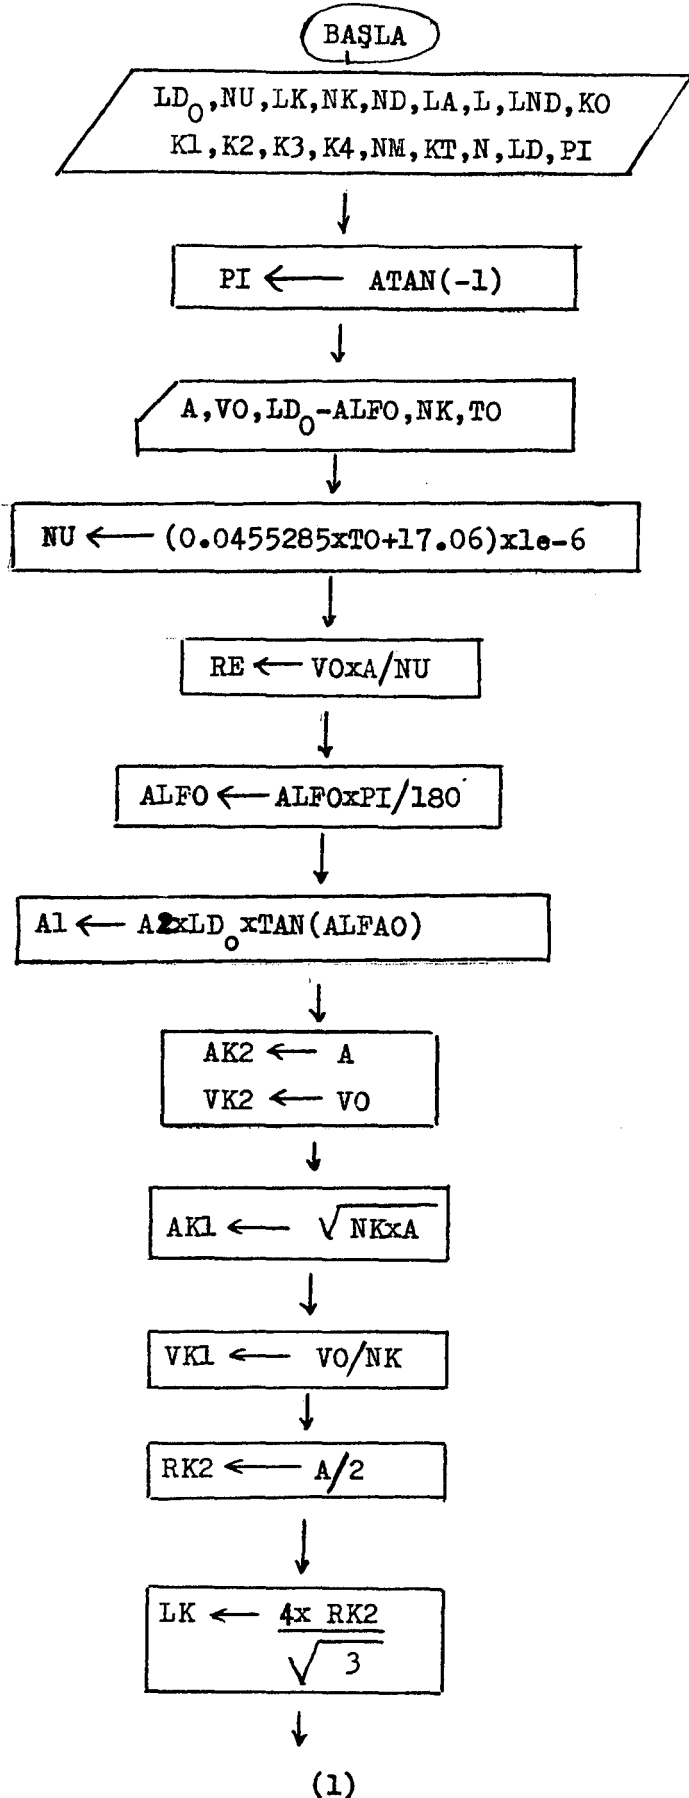 BAŞLA
LD₀,NU,LK,NK,ND,LA,L,LND,KO
K1,K2,K3,K4,NM,KT,N,LD,PI
PI ← ATAN(-1)
A,VO,LD₀-ALFO,NK,TO
NU ← (0.0455285xTO+17.06)x1e-6
RE ← VOxA/NU
ALFO ← ALFOxPI/180
A1 ← A2xLD₀xTAN(ALFAO)
AK2 ← A
VK2 ← VO
AK1 ← √NKxA
VK1 ← VO/NK
RK2 ← A/2
LK ← 4x RK2
√3
(1)